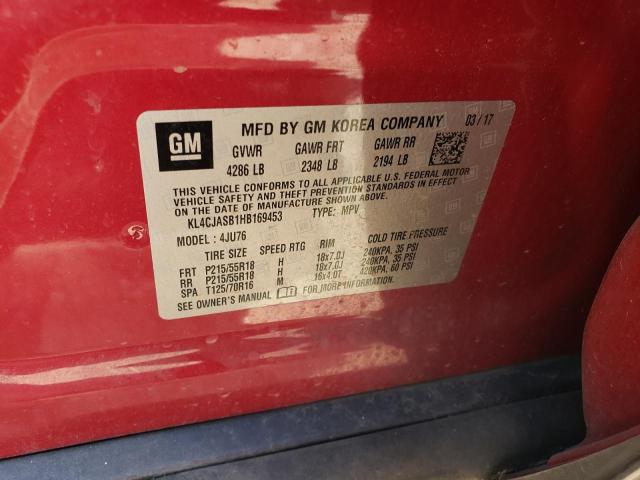 GM
MFD BY GM KOREA COMPANY 03/17
GVWR GAWR FRT GAWR RR
4286 LB 2348 LB 2194 LB
THIS VEHICLE CONFORMS TO ALL APPLICABLE U.S. FEDERAL MOTOR
VEHICLE SAFETY AND THEFT PREVENTION STANDARDS IN EFFECT ON
THE DATE OF MANUFACTURE SHOWN ABOVE.
KL4CJASB1HB169453 TYPE: MPV
MODEL: 4JU76
TIRE SIZE SPEED RTG RIM COLD TIRE PRESSURE
FRT P215/55R18 H 18x7.0J 240KPA, 35 PSI
RR P215/55R18 H 18x7.0J 240KPA, 35 PSI
SPA T125/70R16 M 16x4.0T 420KPA, 60 PSI
SEE OWNER'S MANUAL FOR MORE INFORMATION.